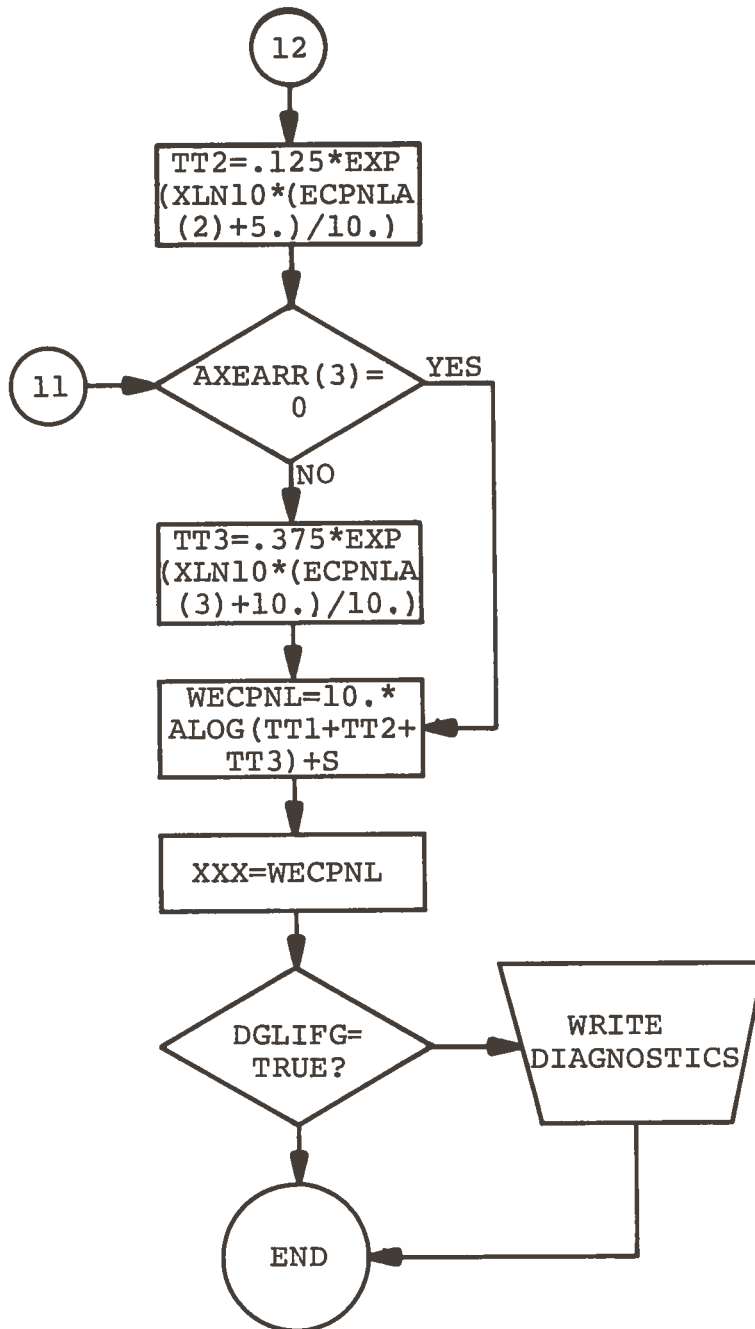 12
TT2=.125*EXP
(XLN10*(ECPNLA
(2)+5.)/10.)
11
AXEARR(3)=
0
YES
NO
TT3=.375*EXP
(XLN10*(ECPNLA
(3)+10.)/10.)
WECPNL=10.*
ALOG(TT1+TT2+
TT3)+S
XXX=WECPNL
DGLIFG=
TRUE?
WRITE
DIAGNOSTICS
END